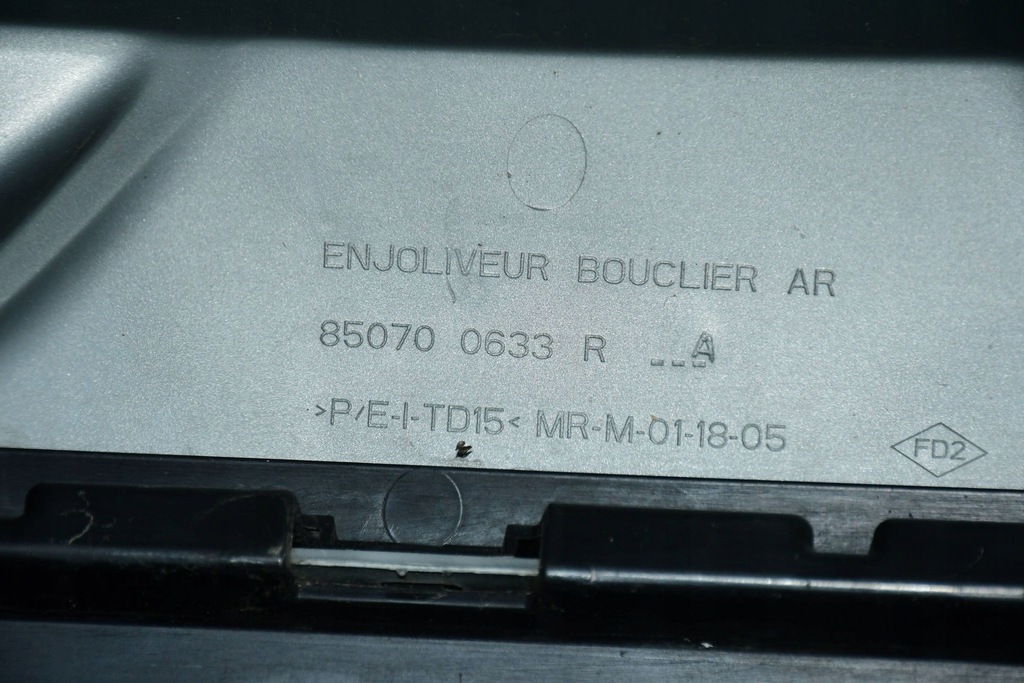 ENJOLIVEUR BOUCLIER AR
85070 0633 R _ _ A
>P/E-I-TD15< MR-M-01-18-05
FD2